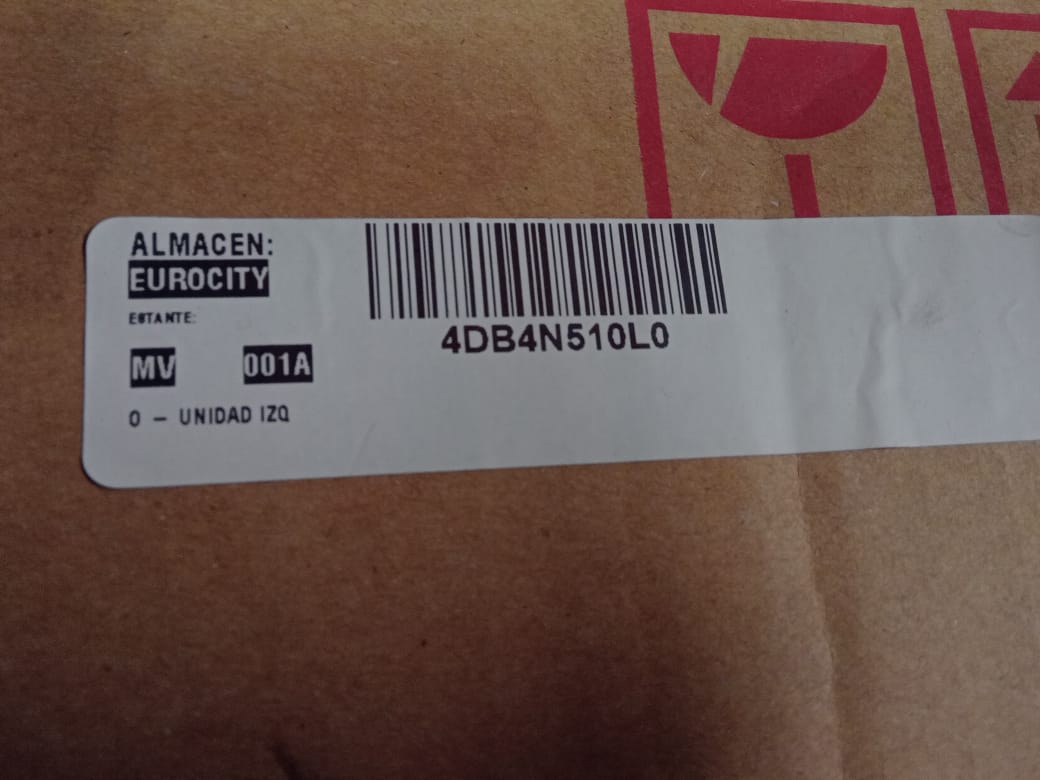 ALMACEN:
EUROCITY
ESTANTE:
MV 001A
0 – UNIDAD IZQ
4DB4N510L0